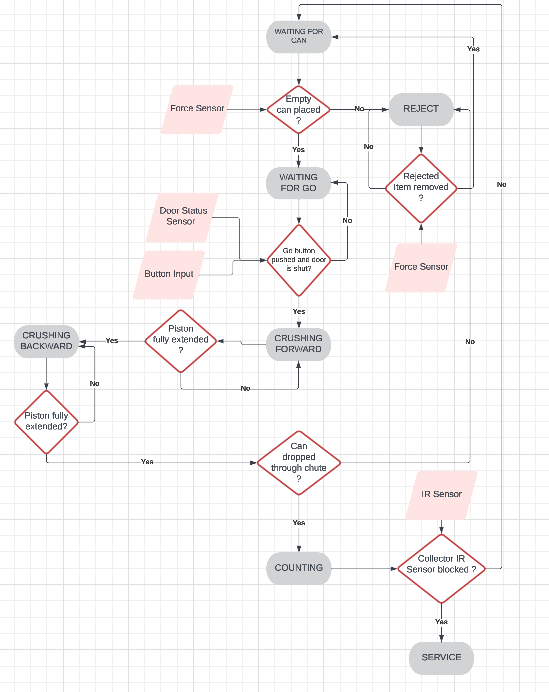 WAITING FOR
CAN
Yes
Force Sensor
Empty
can placed
?
No
REJECT
Yes
No
Rejected
Item removed
?
No
WAITING
FOR GO
Door Status
Sensor
No
Go button
pushed and door
is shut?
Button Input
Force Sensor
Yes
CRUSHING
BACKWARD
Yes
Piston
fully extended
?
CRUSHING
FORWARD
No
No
No
Piston fully
extended?
Yes
Can
dropped
through chute
?
IR Sensor
Yes
COUNTING
Collector IR
Sensor blocked ?
Yes
SERVICE